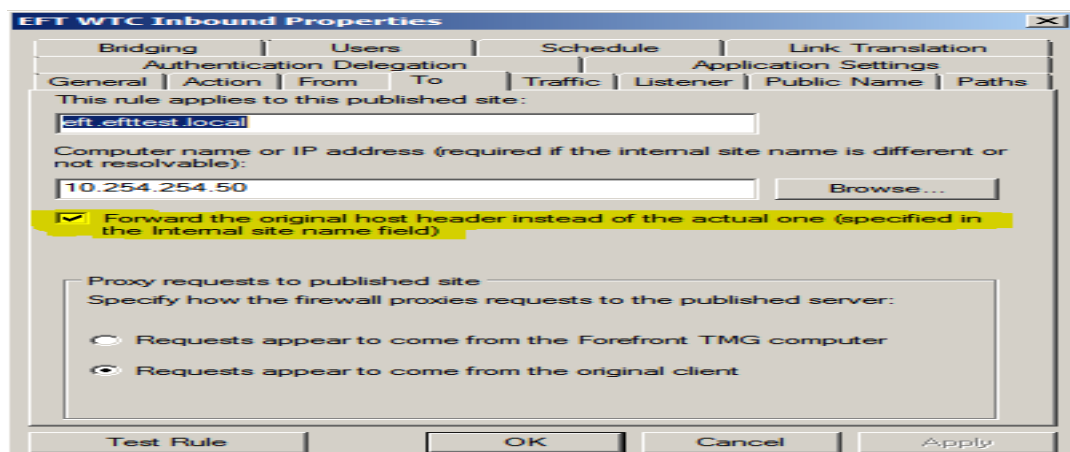 EFT WTC Inbound Properties
Bridging Users Schedule Link Translation
Authentication Delegation Application Settings
General Action From To Traffic Listener Public Name Paths
This rule applies to this published site:
eft.efttest.local
Computer name or IP address (required if the internal site name is different or
not resolvable):
10.254.254.50 Browse...
Forward the original host header instead of the actual one (specified in
the Internal site name field)
Proxy requests to published site
Specify how the firewall proxies requests to the published server:
Requests appear to come from the Forefront TMG computer
Requests appear to come from the original client
Test Rule OK Cancel Apply